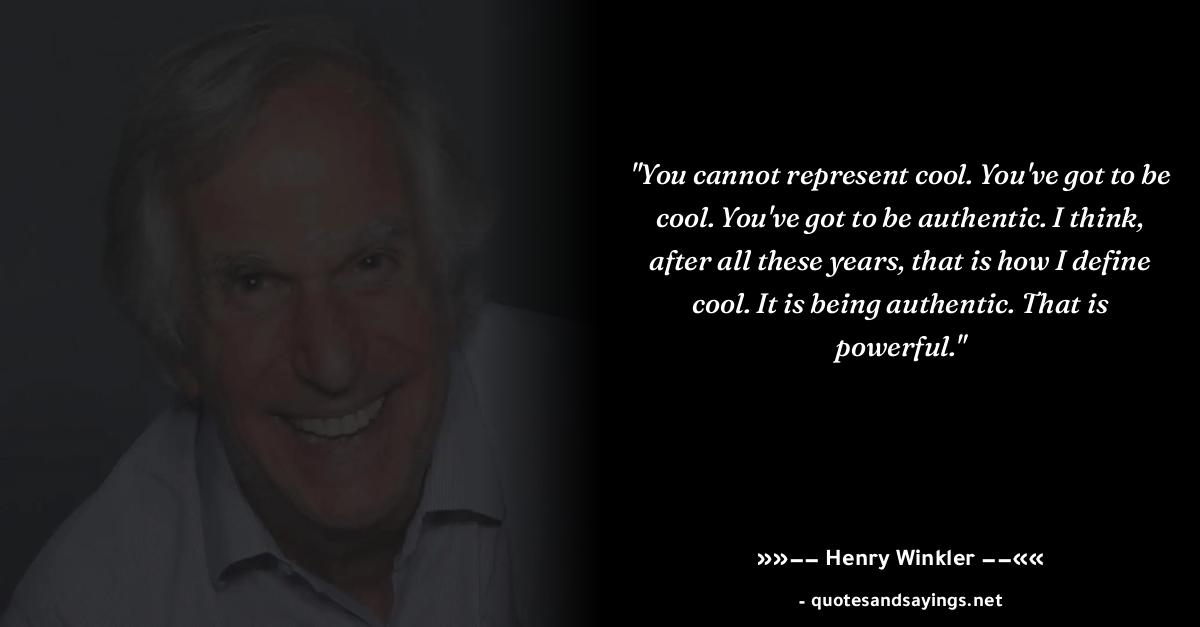 "You cannot represent cool. You've got to be
cool. You've got to be authentic. I think,
after all these years, that is how I define
cool. It is being authentic. That is
powerful."
»»−− Henry Winkler −−««
- quotesandsayings.net